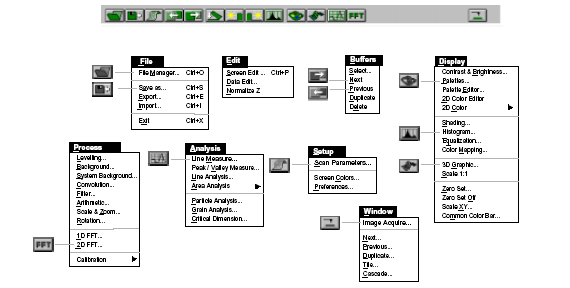 FFT
File
File Manager... Ctrl+O
Save as... Ctrl+S
Export... Ctrl+E
Import... Ctrl+I
Exit Ctrl+X
Edit
Screen Edit ... Ctrl+P
Data Edit...
Normalize Z
Buffers
Select...
Next
Previous
Duplicate
Delete
Display
Contrast & Brightness...
Palettes...
Palette Editor...
2D Color Editor
2D Color
Shading...
Histogram...
'Equalization...
Color Mapping...
3D Graphic...
Scale 1:1
Zero Set...
Zero Set Off
Scale XY...
Common Color Bar...
Process
Levelling...
Background...
System Background...
Convolution...
Filter...
Arithmetic...
Scale & Zoom...
Rotation...
1D FFT...
2D FFT...
Calibration
FFT
Analysis
Line Measure...
Peak / Valley Measure...
Line Analysis...
Area Analysis
Particle Analysis...
Grain Analysis...
Critical Dimension...
Setup
Scan Parameters...
Screen Colors...
Preferences...
Window
Image Acquire...
Next...
Previous...
Duplicate...
Tile...
Cascade...